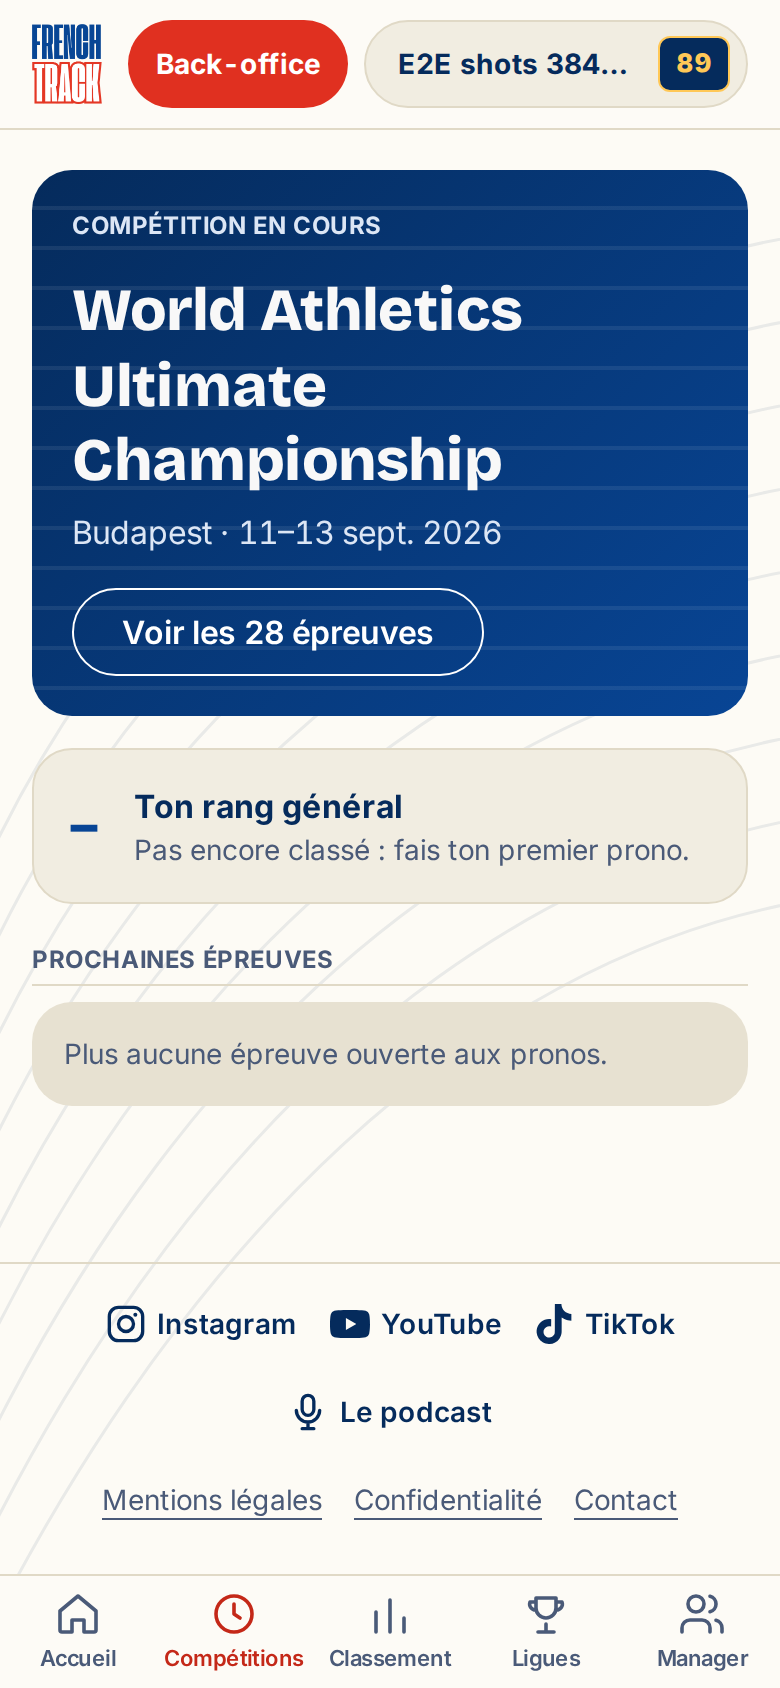 FRENCH
TRACK
Back-office
E2E shots 384...
89
COMPÉTITION EN COURS
World Athletics
Ultimate
Championship
Budapest · 11–13 sept. 2026
Voir les 28 épreuves
–
Ton rang général
Pas encore classé : fais ton premier prono.
PROCHAINES ÉPREUVES
Plus aucune épreuve ouverte aux pronos.
Instagram
YouTube
TikTok
Le podcast
Mentions légales
Confidentialité
Contact
Accueil
Compétitions
Classement
Ligues
Manager